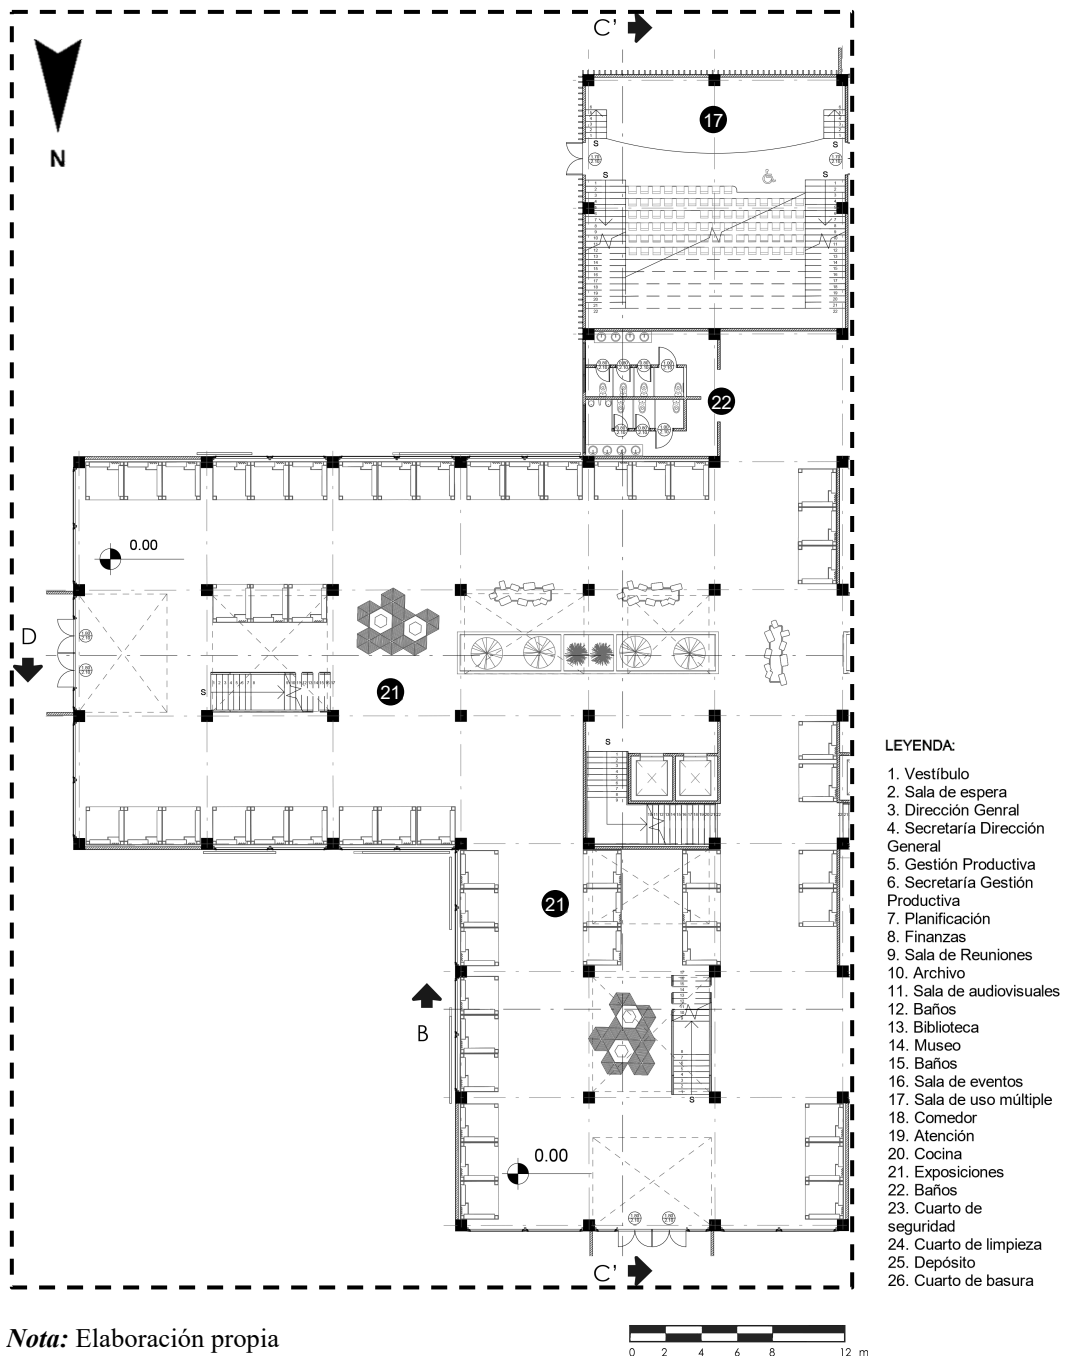 C'
N
17
S
S
S
S
22
0.00
D
S
21
S
LEYENDA:
1. Vestíbulo
2. Sala de espera
3. Dirección Genral
4. Secretaría Dirección
General
5. Gestión Productiva
6. Secretaría Gestión
Productiva
7. Planificación
8. Finanzas
9. Sala de Reuniones
10. Archivo
11. Sala de audiovisuales
12. Baños
13. Biblioteca
14. Museo
15. Baños
16. Sala de eventos
17. Sala de uso múltiple
18. Comedor
19. Atención
20. Cocina
21. Exposiciones
22. Baños
23. Cuarto de
seguridad
24. Cuarto de limpieza
25. Depósito
26. Cuarto de basura
21
B
S
0.00
C'
Nota: Elaboración propia
0 2 4 6 8 12 m